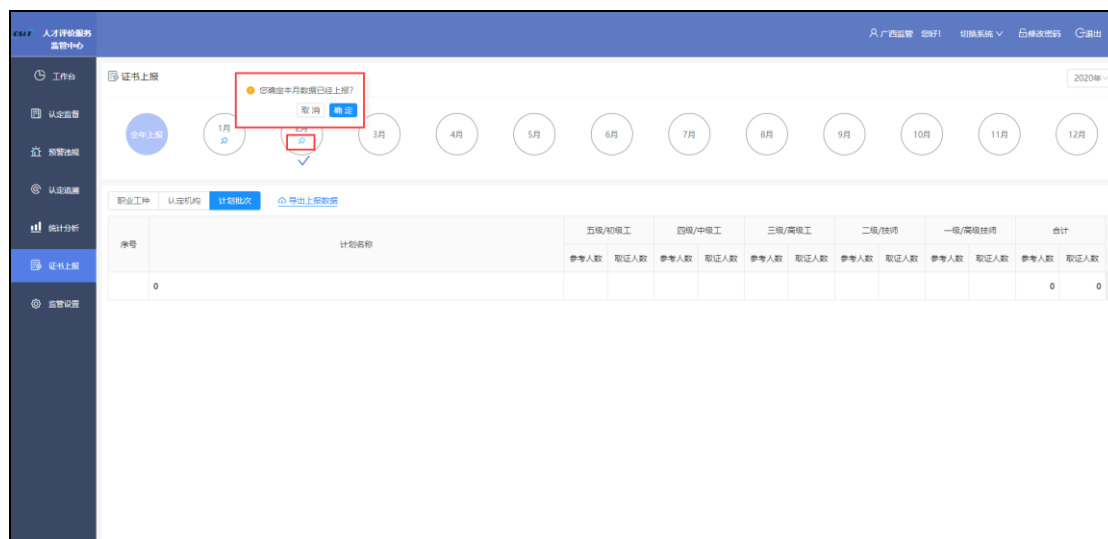 人才评价服务
监管中心
广西监管 您好!
切换系统
修改密码
退出
工作台
认定监督
预警违规
认定追溯
统计分析
证书上报
监管设置
证书上报
2020年
您确定本月数据已经上报?
取 消
确 定
全年上报
1月
2月
3月
4月
5月
6月
7月
8月
9月
10月
11月
12月
职业工种
认定机构
计划批次
导出上报数据
序号 计划名称 五级/初级工 四级/中级工 三级/高级工 二级/技师 一级/高级技师 合计
参考人数 取证人数 参考人数 取证人数 参考人数 取证人数 参考人数 取证人数 参考人数 取证人数 参考人数 取证人数
0 0 0